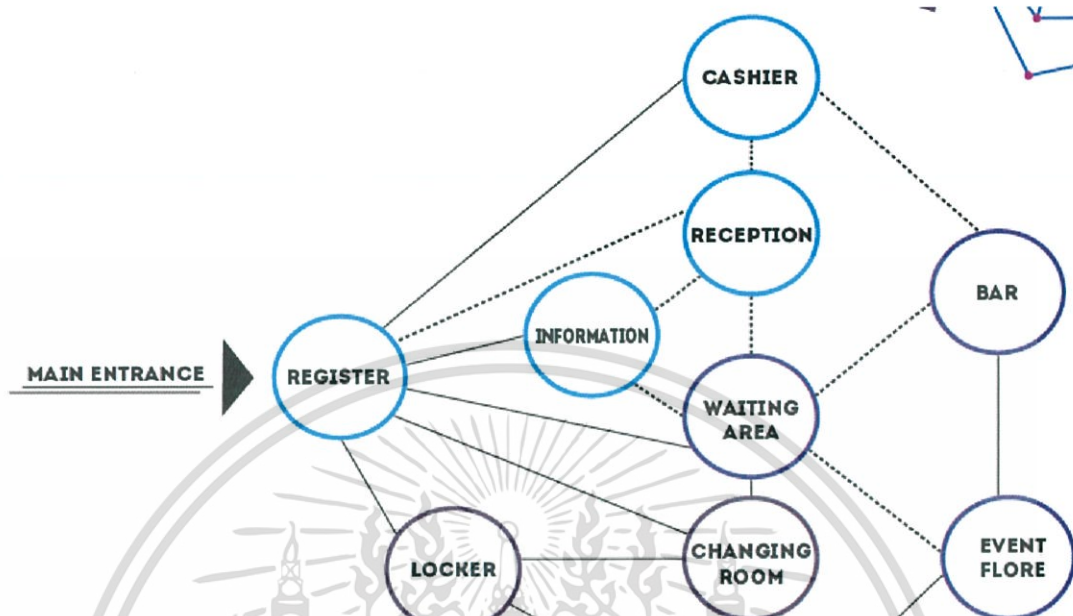 CASHIER
RECEPTION
BAR
INFORMATION
MAIN ENTRANCE
REGISTER
WAITING
AREA
LOCKER
CHANGING
ROOM
EVENT
FLORE